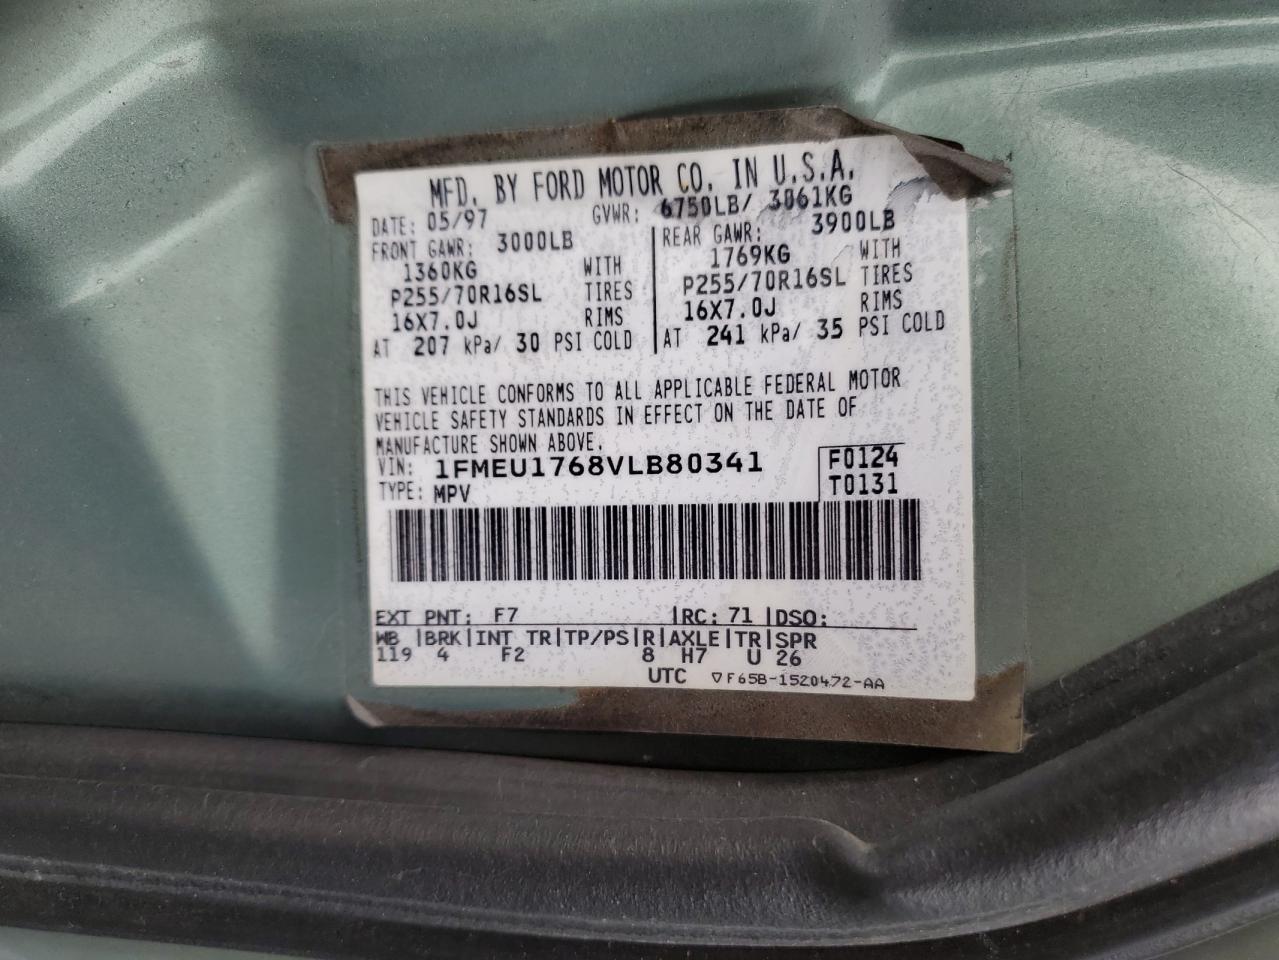 MFD. BY FORD MOTOR CO. IN U.S.A.
DATE: 05/97 GVWR: 6750LB/ 3061KG
FRONT GAWR: 3000LB REAR GAWR: 3900LB
1360KG WITH 1769KG WITH
P255/70R16SL TIRES P255/70R16SL TIRES
16X7.0J RIMS 16X7.0J RIMS
AT 207 kPa/ 30 PSI COLD AT 241 kPa/ 35 PSI COLD
THIS VEHICLE CONFORMS TO ALL APPLICABLE FEDERAL MOTOR
VEHICLE SAFETY STANDARDS IN EFFECT ON THE DATE OF
MANUFACTURE SHOWN ABOVE.
VIN: 1FMEU1768VLB80341 F0124
TYPE: MPV T0131
EXT PNT: F7 |RC: 71 |DSO:
WB |BRK|INT TR|TP/PS|R|AXLE|TR|SPR
119 4 F2 8 H7 U 26
UTC ▽F65B-1520472-AA